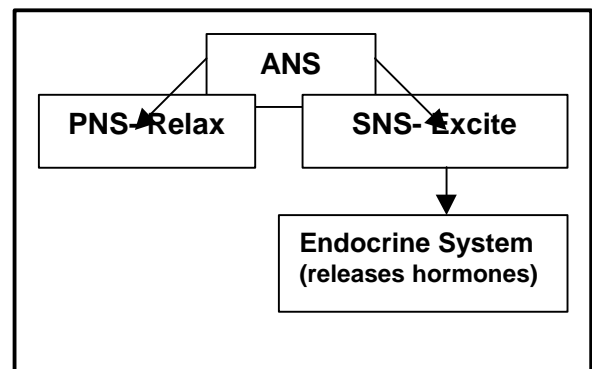 ANS
PNS- Relax
SNS- Excite
Endocrine System
(releases hormones)